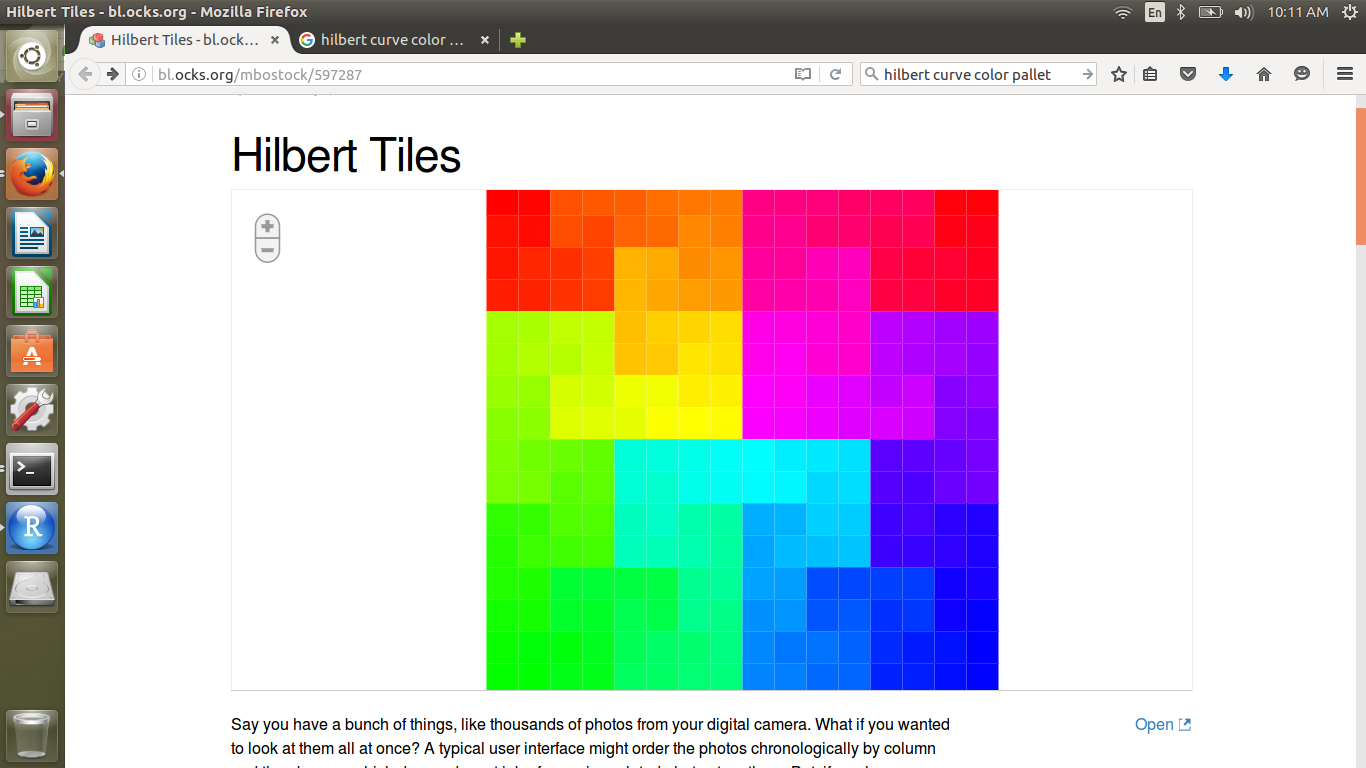 Hilbert Tiles - bl.ocks.org - Mozilla Firefox
En
10:11 AM
Hilbert Tiles - bl.ock...
hilbert curve color ...
bl.ocks.org/mbostock/597287
hilbert curve color pallet
Hilbert Tiles
Say you have a bunch of things, like thousands of photos from your digital camera. What if you wanted
Open
to look at them all at once? A typical user interface might order the photos chronologically by column